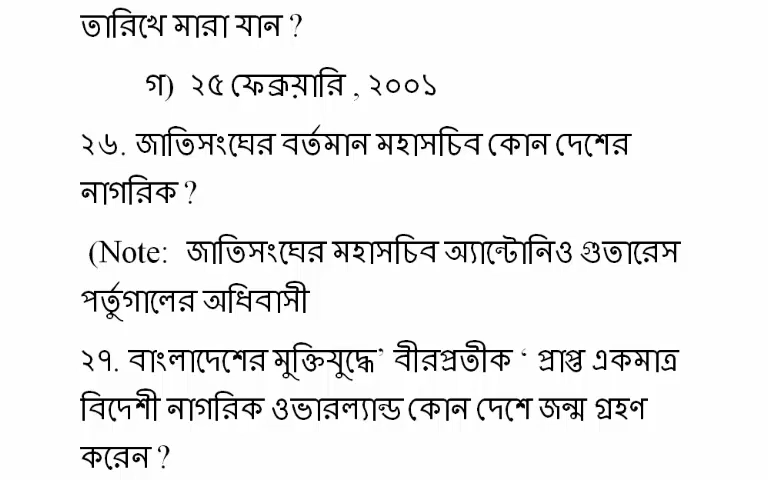 তারিখে মারা যান ?
গ) ২৫ ফেব্রুয়ারি , ২০০১
২৬. জাতিসংঘের বর্তমান মহাসচিব কোন দেশের
নাগরিক ?
(Note: জাতিসংঘের মহাসচিব অ্যান্টোনিও গুতারেস
পর্তুগালের অধিবাসী
২৭. বাংলাদেশের মুক্তিযুদ্ধে’ বীরপ্রতীক ‘ প্রাপ্ত একমাত্র
বিদেশী নাগরিক ওভারল্যান্ড কোন দেশে জন্ম গ্রহণ
করেন ?